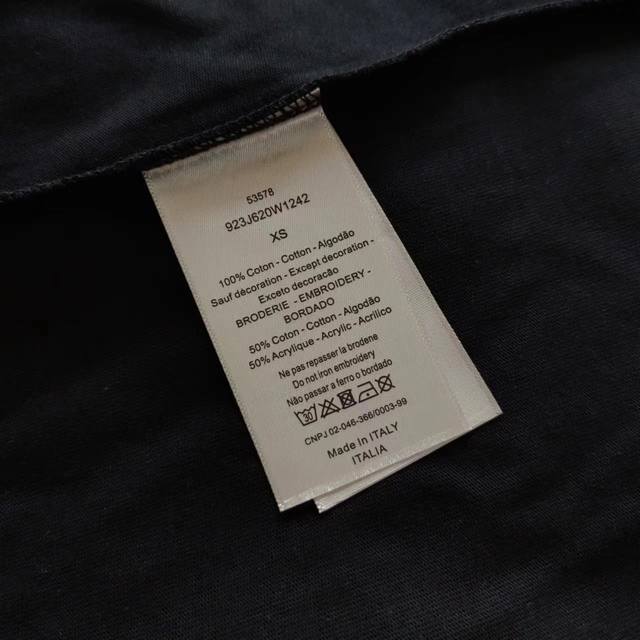 53578
923J620W1242
XS
100% Coton - Cotton - Algodão
Sauf décoration - Except decoration -
Exceto decoracão
BRODERIE - EMBROIDERY -
BORDADO
50% Coton - Cotton - Algodão
50% Acrylique - Acrylic - Acrilico
Ne pas repasser la broderie
Do not iron embroidery
Não passar a ferro o bordado
CNPJ 02-046-366/0003-99
Made in ITALY
ITALIA